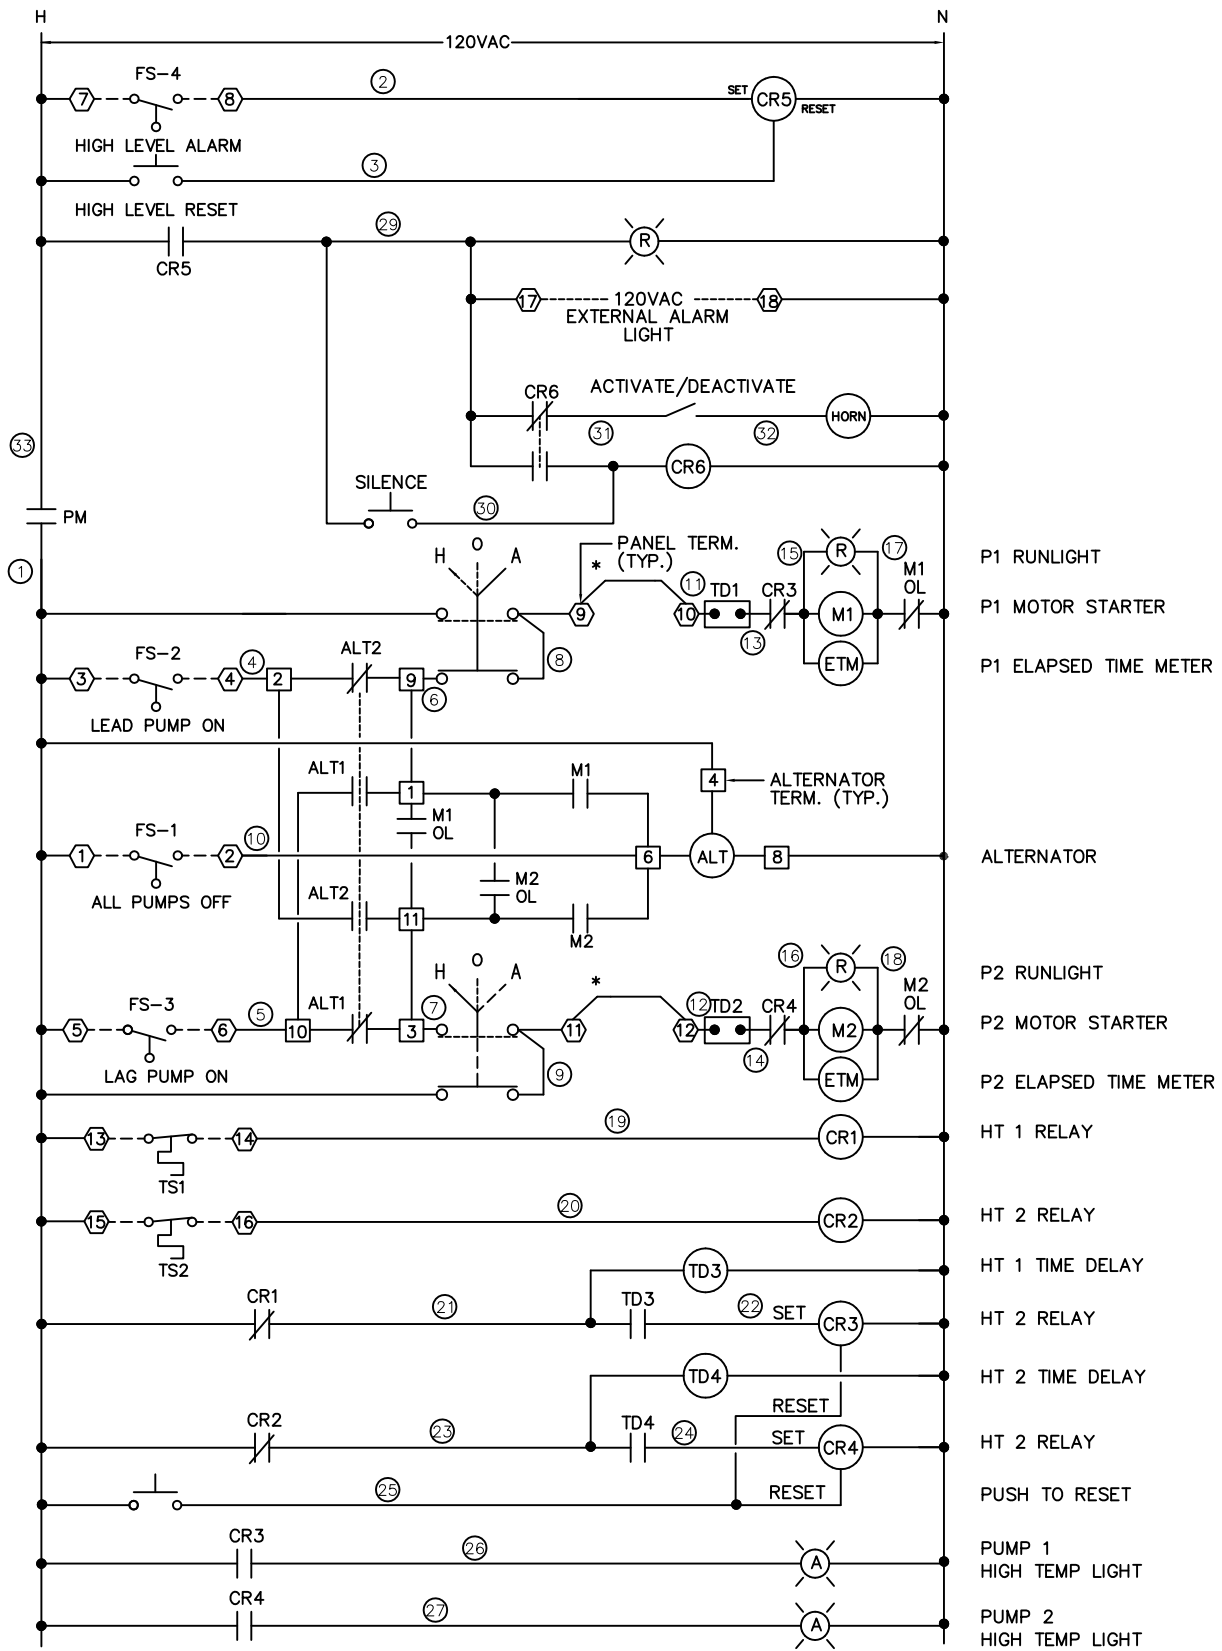 H N
120VAC
FS-4
7 8 2 SET CR5 RESET
HIGH LEVEL ALARM
3
HIGH LEVEL RESET
29
R
CR5
17 120VAC 18
EXTERNAL ALARM
LIGHT
CR6 ACTIVATE/DEACTIVATE
HORN
31 32
33
CR6
SILENCE
30
PM
H O A
PANEL TERM.
(TYP.)
*
1
15 R 17 P1 RUNLIGHT
11 TD1 CR3 M1
OL
9 10 M1 P1 MOTOR STARTER
13
FS-2 ALT2
3 4 4 2 9 6 8 ETM P1 ELAPSED TIME METER
LEAD PUMP ON
ALT1 M1 4 ALTERNATOR
TERM. (TYP.)
1
M1
OL
FS-1
1 2 10 6 ALT 8 ALTERNATOR
ALL PUMPS OFF
ALT2 M2
OL
11
M2
H O A
*
16 R 18 P2 RUNLIGHT
FS-3 ALT1 12 TD2 CR4 M2
OL
5 6 5 10 3 7 11 12 M2 P2 MOTOR STARTER
14
LAG PUMP ON 9 ETM P2 ELAPSED TIME METER
13 14 19 CR1 HT 1 RELAY
TS1
15 16 20 CR2 HT 2 RELAY
TS2
TD3 HT 1 TIME DELAY
CR1 21 TD3 22 SET CR3 HT 2 RELAY
TD4 HT 2 TIME DELAY
RESET
CR2 23 TD4 24 SET CR4 HT 2 RELAY
25 RESET PUSH TO RESET
CR3 26 A PUMP 1
HIGH TEMP LIGHT
CR4 27 A PUMP 2
HIGH TEMP LIGHT